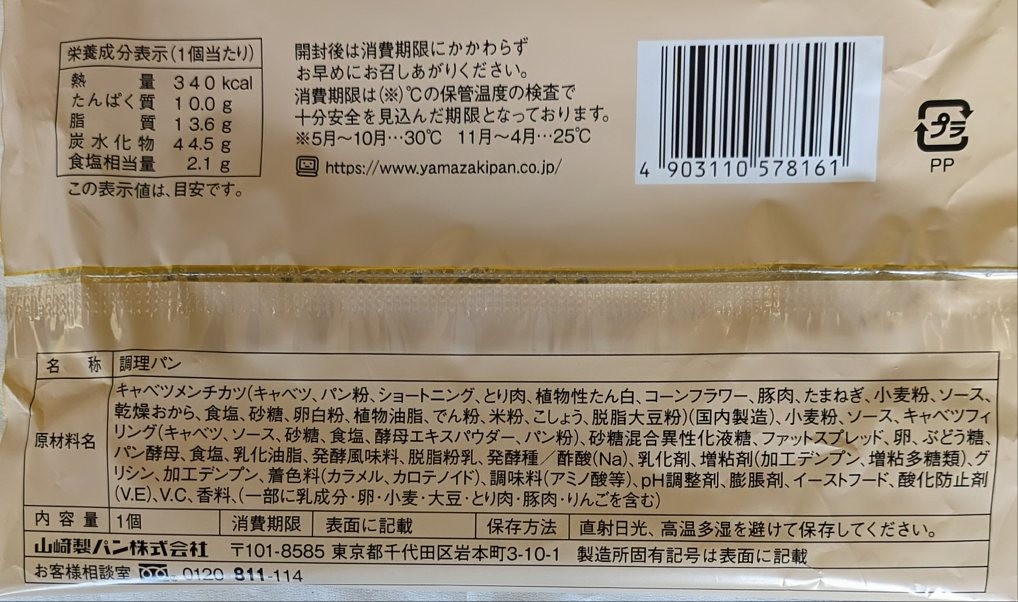 栄養成分表示(1個当たり)
熱量 340 kcal
たんぱく質 10.0 g
脂質 13.6 g
炭水化物 44.5 g
食塩相当量 2.1 g
この表示値は、目安です。
開封後は消費期限にかかわらず
お早めにお召しあがりください。
消費期限は(※)℃の保管温度の検査で
十分安全を見込んだ期限となっております。
※5月〜10月…30℃ 11月〜4月…25℃
https://www.yamazakipan.co.jp/
4 903110 578161
プラ
PP
名称 調理パン
原材料名
キャベツメンチカツ(キャベツ、パン粉、ショートニング、とり肉、植物性たん白、コーンフラワー、豚肉、たまねぎ、小麦粉、ソース、
乾燥おから、食塩、砂糖、卵白粉、植物油脂、でん粉、米粉、こしょう、脱脂大豆粉)(国内製造)、小麦粉、ソース、キャベツフィ
リング(キャベツ、ソース、砂糖、食塩、酵母エキスパウダー、パン粉)、砂糖混合異性化液糖、ファットスプレッド、卵、ぶどう糖、
パン酵母、食塩、乳化油脂、発酵風味料、脱脂粉乳、発酵種/酢酸(Na)、乳化剤、増粘剤(加工デンプン、増粘多糖類)、グ
リシン、加工デンプン、着色料(カラメル、カロテノイド)、調味料(アミノ酸等)、pH調整剤、膨脹剤、イーストフード、酸化防止剤
(V.E)、V.C、香料、(一部に乳成分・卵・小麦・大豆・とり肉・豚肉・りんごを含む)
内容量 1個 消費期限 表面に記載 保存方法 直射日光、高温多湿を避けて保存してください。
山崎製パン株式会社 〒101-8585 東京都千代田区岩本町3-10-1 製造所固有記号は表面に記載
お客様相談室 0120-811-114